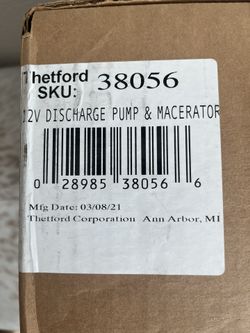 Thetford
SKU: 38056
12V DISCHARGE PUMP & MACERATOR
0 28985 38056 6
Mfg Date: 03/08/21
Thetford Corporation Ann Arbor, MI